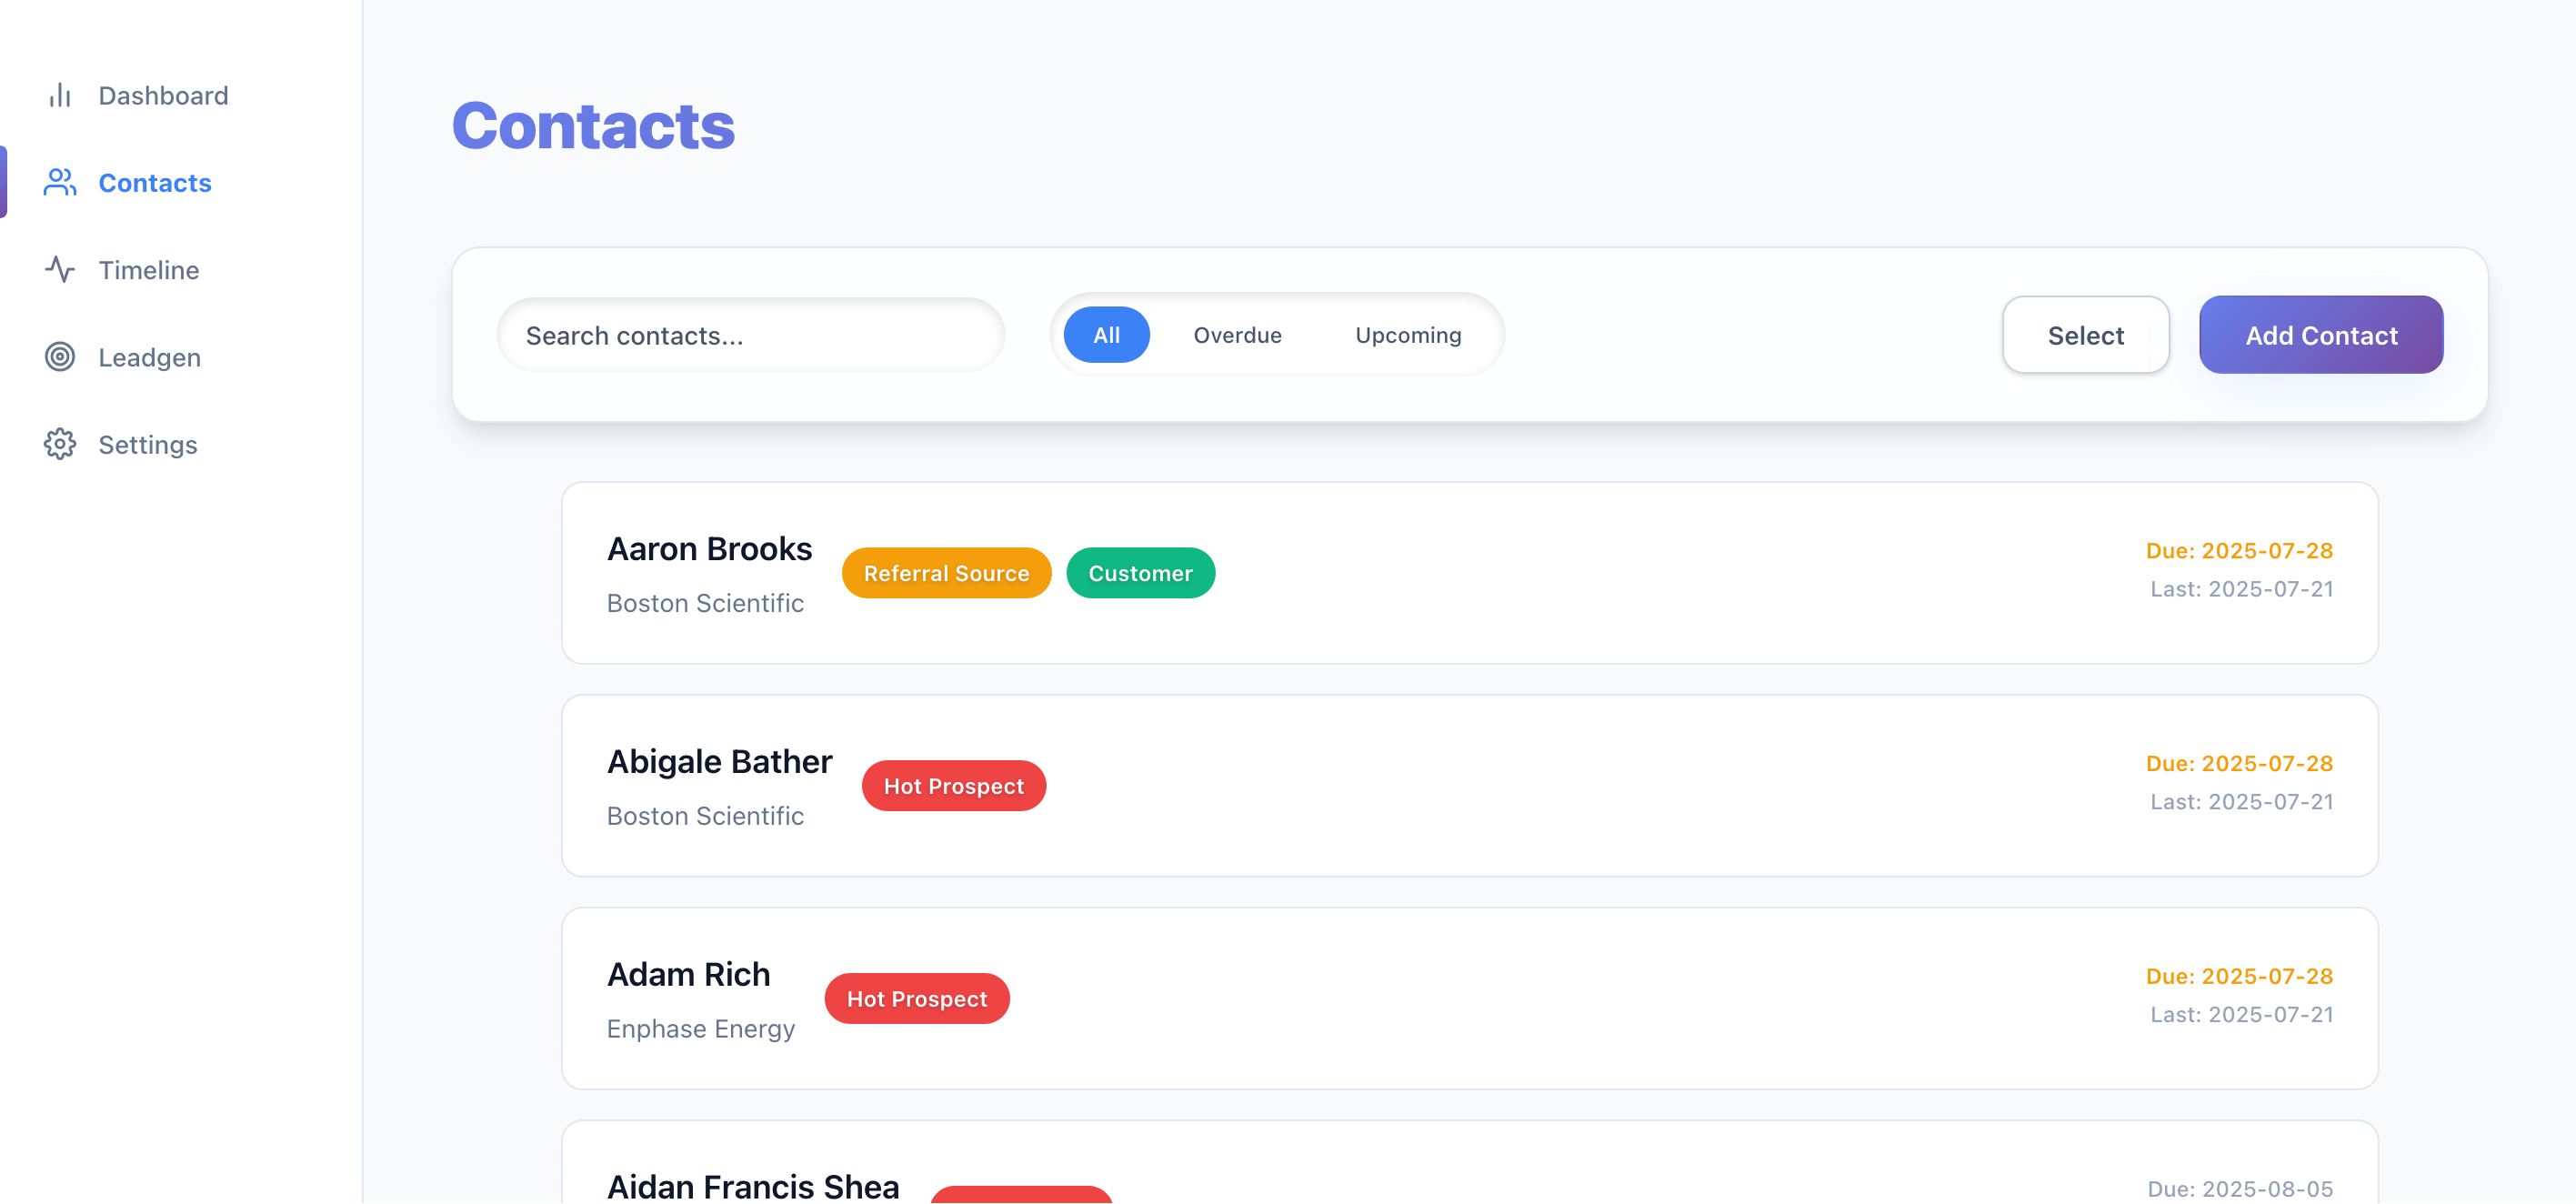 Dashboard
Contacts
Timeline
Leadgen
Settings
Contacts
Search contacts...
All
Overdue
Upcoming
Select
Add Contact
Aaron Brooks
Boston Scientific
Referral Source
Customer
Due: 2025-07-28
Last: 2025-07-21
Abigale Bather
Boston Scientific
Hot Prospect
Due: 2025-07-28
Last: 2025-07-21
Adam Rich
Enphase Energy
Hot Prospect
Due: 2025-07-28
Last: 2025-07-21
Aidan Francis Shea
Due: 2025-08-05